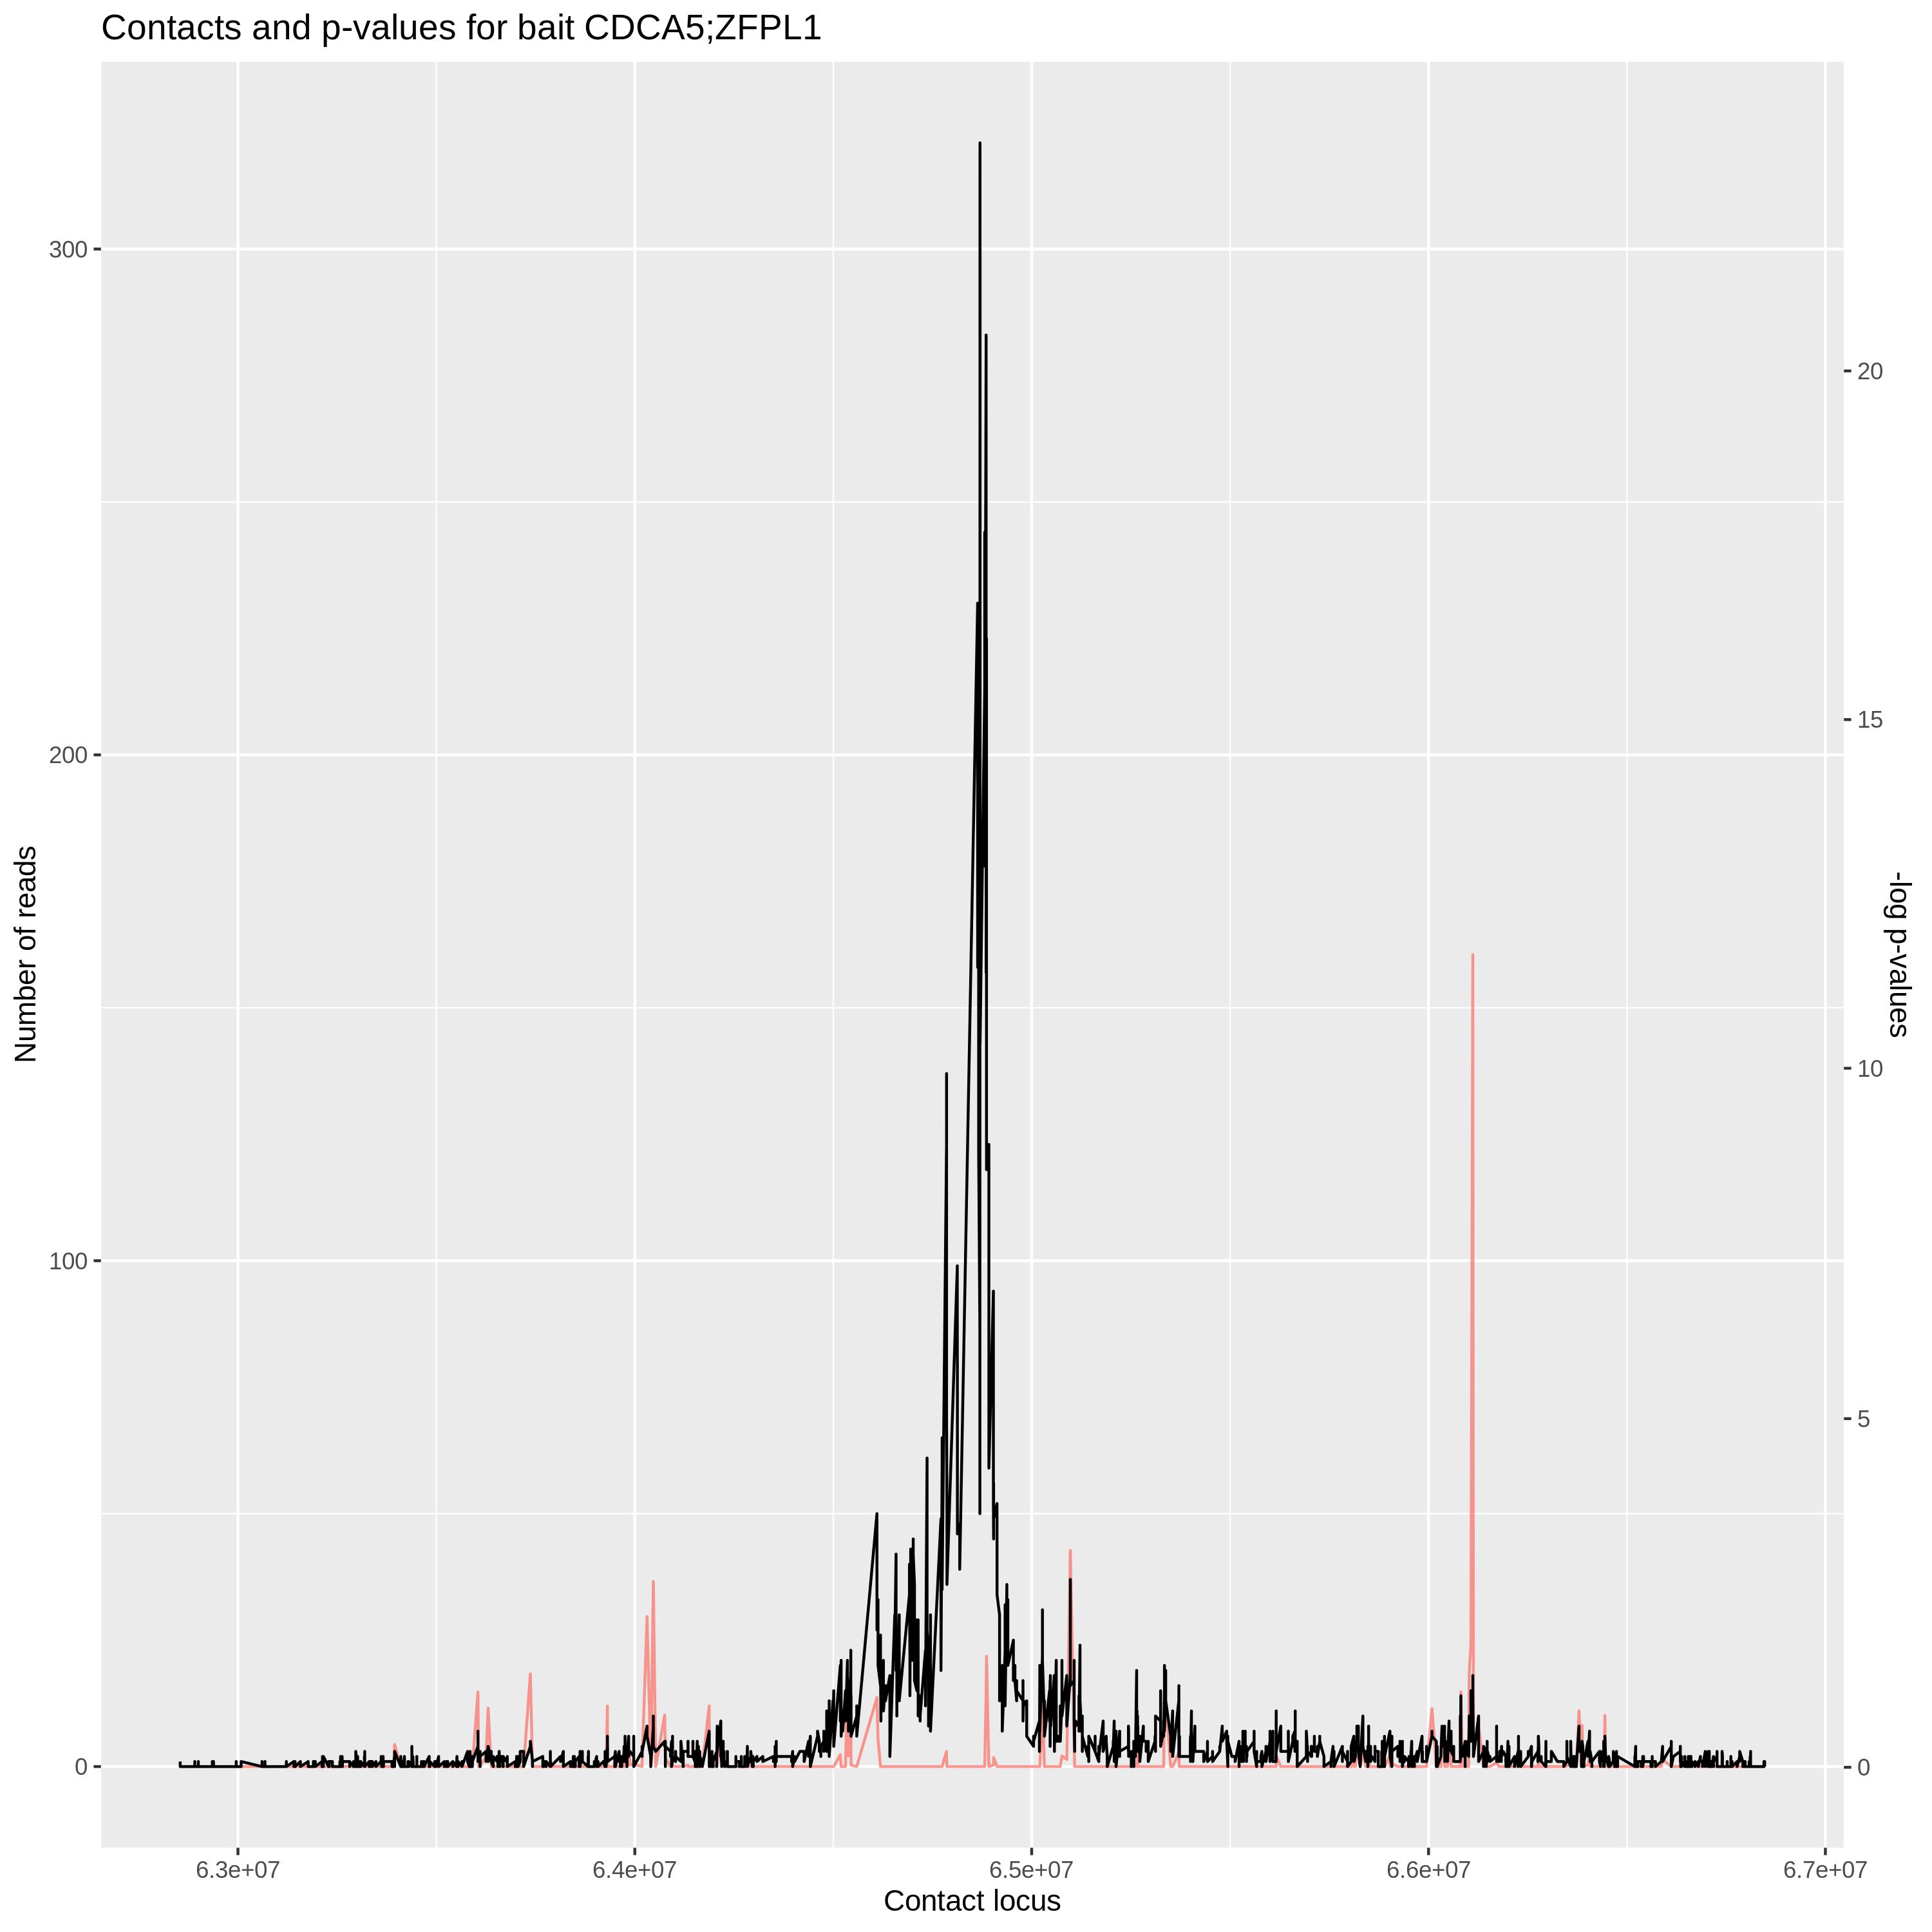 Contacts and p-values for bait CDCA5;ZFPL1
300
200
100
0
Number of reads
20
15
10
5
0
-log p-values
6.3e+07
6.4e+07
6.5e+07
6.6e+07
6.7e+07
Contact locus